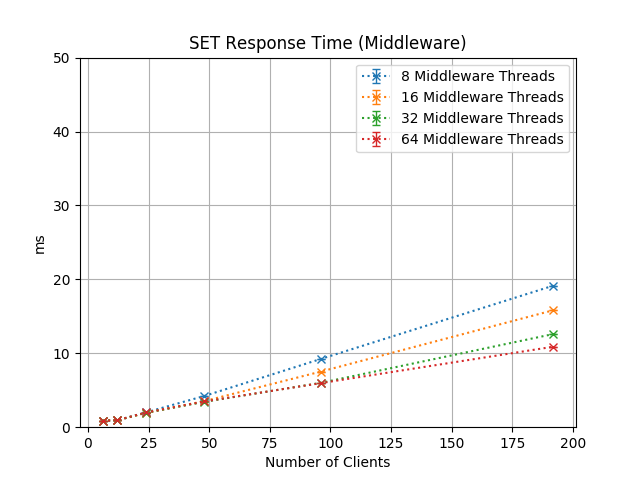 SET Response Time (Middleware)
50
40
30
20
10
0
ms
8 Middleware Threads
16 Middleware Threads
32 Middleware Threads
64 Middleware Threads
0 25 50 75 100 125 150 175 200
Number of Clients